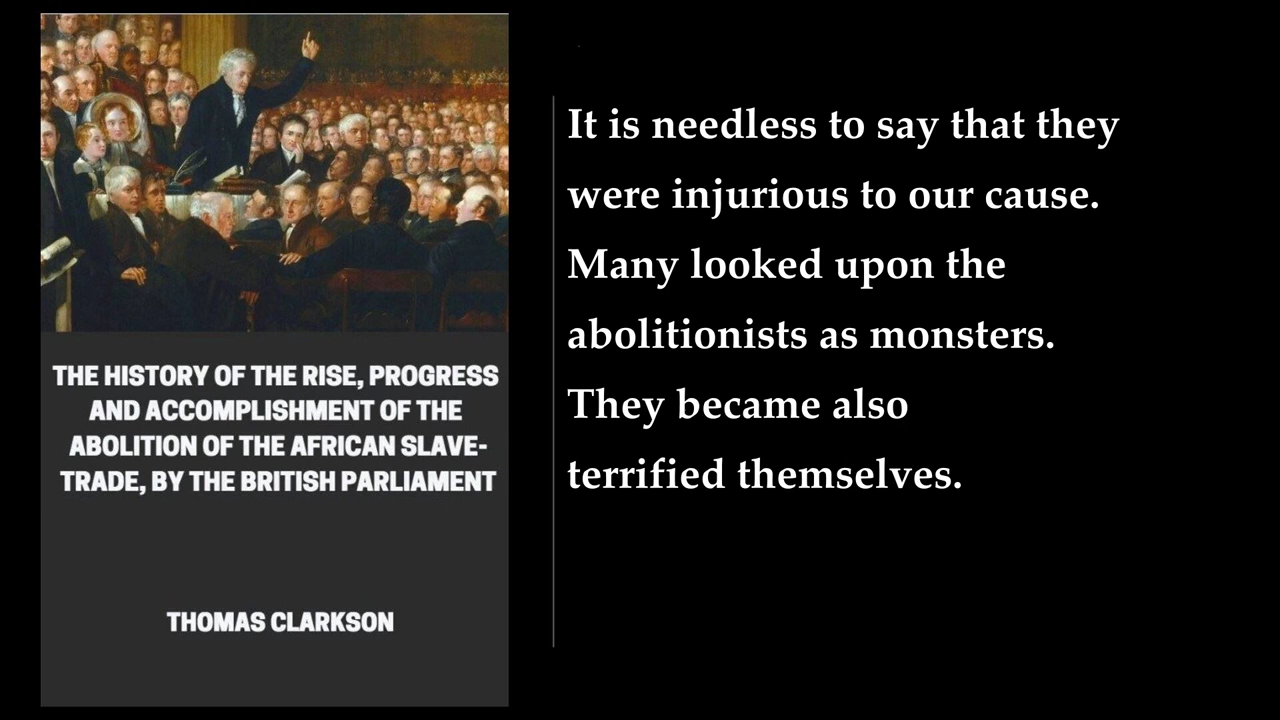 THE HISTORY OF THE RISE, PROGRESS
AND ACCOMPLISHMENT OF THE
ABOLITION OF THE AFRICAN SLAVE-
TRADE, BY THE BRITISH PARLIAMENT
THOMAS CLARKSON
It is needless to say that they
were injurious to our cause.
Many looked upon the
abolitionists as monsters.
They became also
terrified themselves.